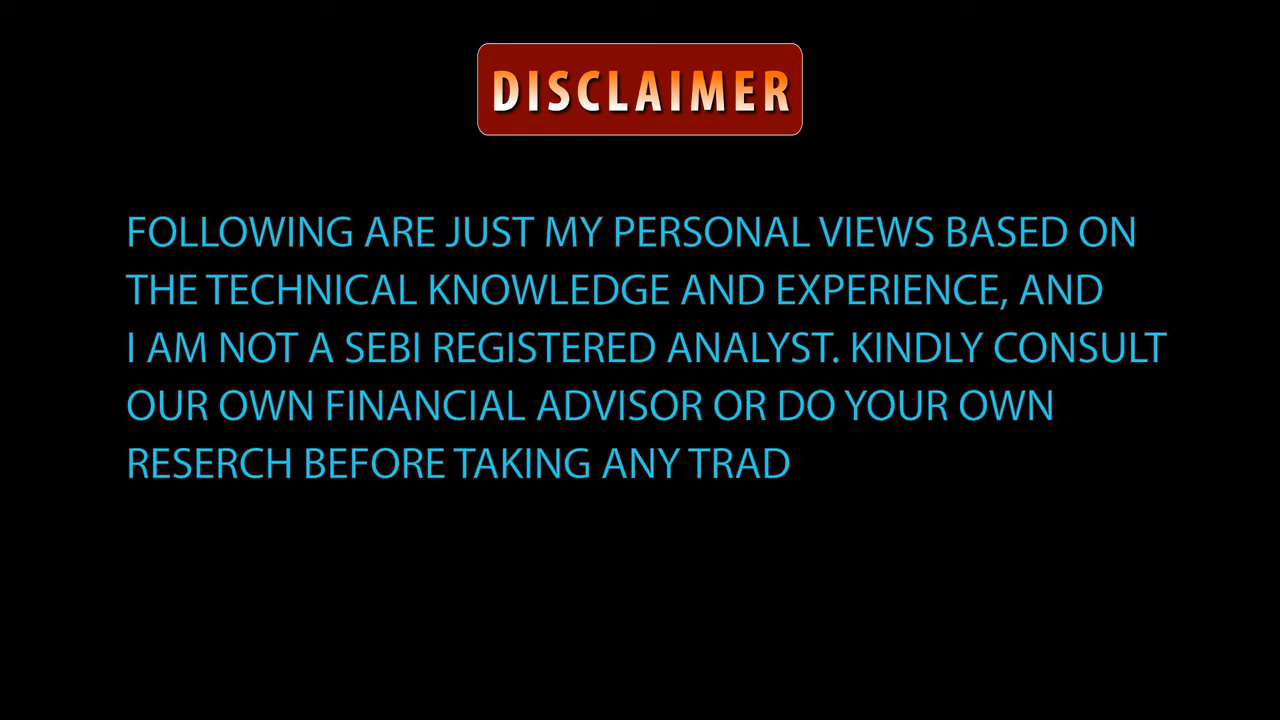 DISCLAIMER
FOLLOWING ARE JUST MY PERSONAL VIEWS BASED ON
THE TECHNICAL KNOWLEDGE AND EXPERIENCE, AND
I AM NOT A SEBI REGISTERED ANALYST. KINDLY CONSULT
OUR OWN FINANCIAL ADVISOR OR DO YOUR OWN
RESERCH BEFORE TAKING ANY TRAD